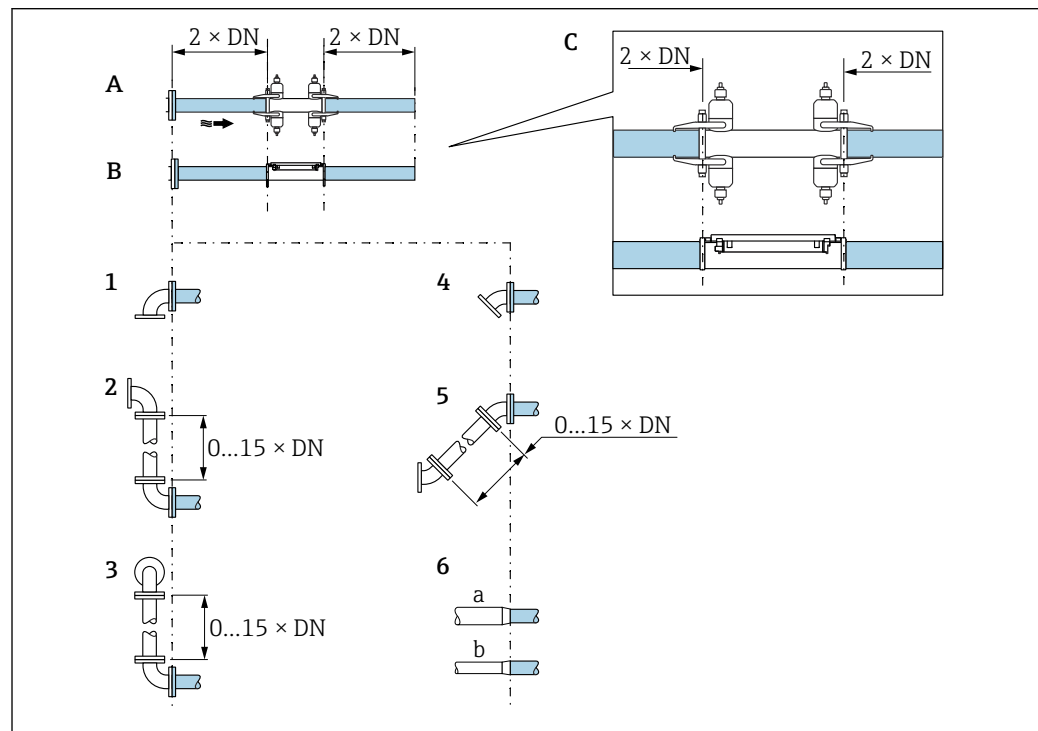 2 × DN 2 × DN
C
2 × DN 2 × DN
A
B
1
4
2
0...15 × DN
5
0...15 × DN
3
0...15 × DN
6
a
b